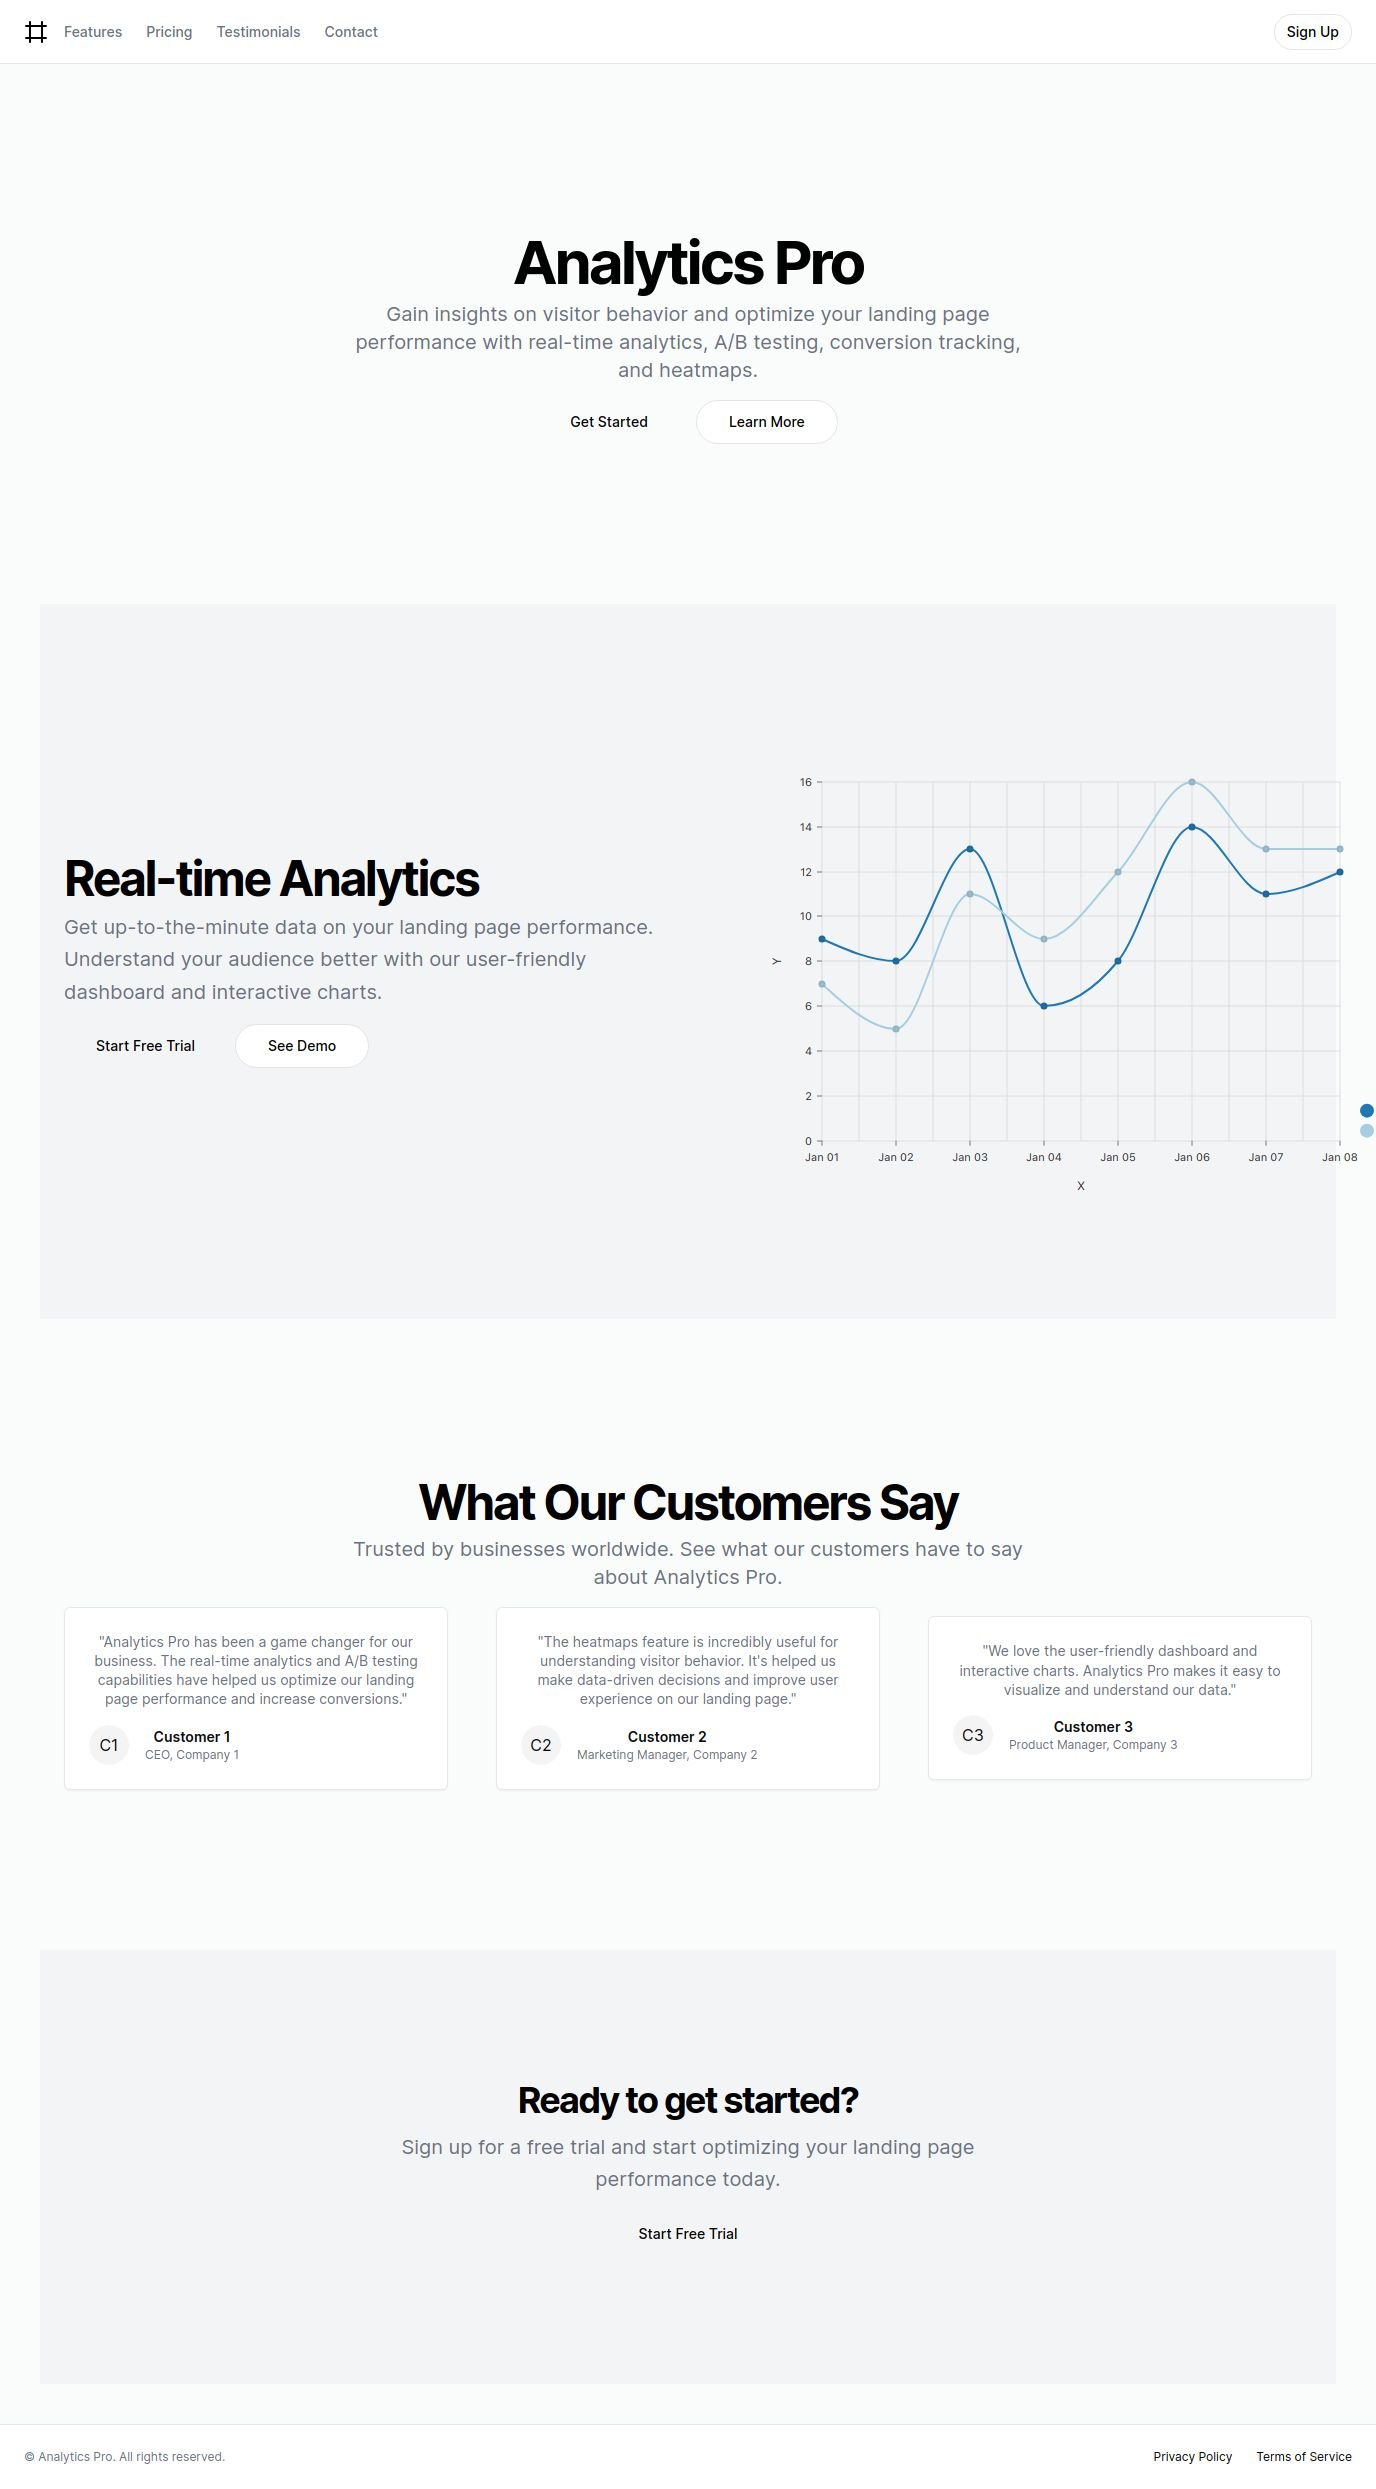 Features Pricing Testimonials Contact Sign Up
Analytics Pro
Gain insights on visitor behavior and optimize your landing page
performance with real-time analytics, A/B testing, conversion tracking,
and heatmaps.
Get Started Learn More
Real-time Analytics
Get up-to-the-minute data on your landing page performance.
Understand your audience better with our user-friendly
dashboard and interactive charts.
Start Free Trial See Demo
16
14
12
10
8
6
4
2
0
Y
Jan 01 Jan 02 Jan 03 Jan 04 Jan 05 Jan 06 Jan 07 Jan 08
X
What Our Customers Say
Trusted by businesses worldwide. See what our customers have to say
about Analytics Pro.
"Analytics Pro has been a game changer for our
business. The real-time analytics and A/B testing
capabilities have helped us optimize our landing
page performance and increase conversions."
C1
Customer 1
CEO, Company 1
"The heatmaps feature is incredibly useful for
understanding visitor behavior. It's helped us
make data-driven decisions and improve user
experience on our landing page."
C2
Customer 2
Marketing Manager, Company 2
"We love the user-friendly dashboard and
interactive charts. Analytics Pro makes it easy to
visualize and understand our data."
C3
Customer 3
Product Manager, Company 3
Ready to get started?
Sign up for a free trial and start optimizing your landing page
performance today.
Start Free Trial
© Analytics Pro. All rights reserved. Privacy Policy Terms of Service